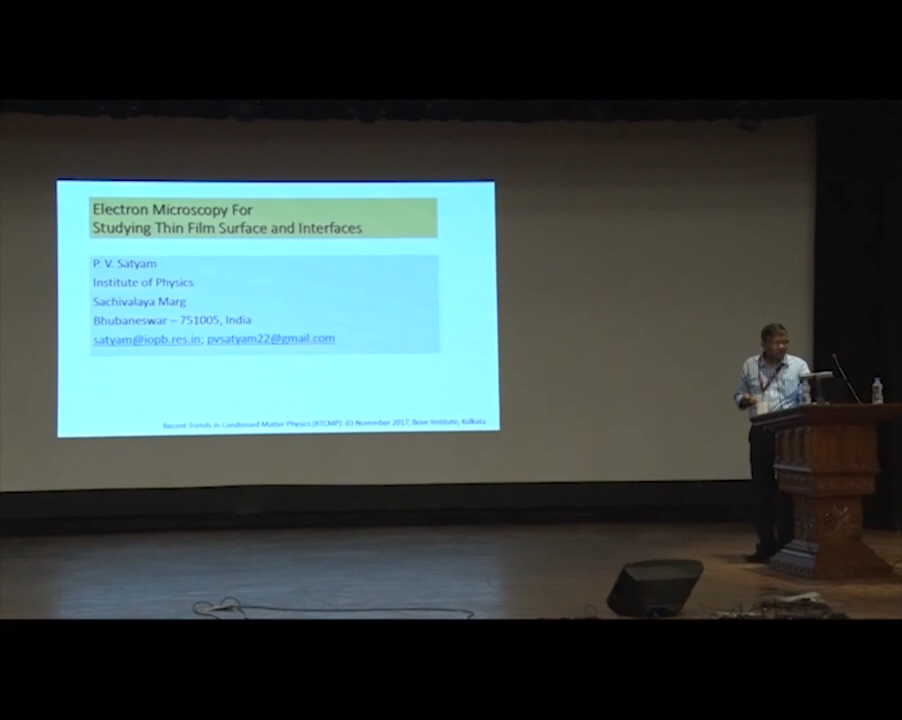 Electron Microscopy For
Studying Thin Film Surface and Interfaces
P. V. Satyam
Institute of Physics
Sachivalaya Marg
Bhubaneswar – 751005, India
satyam@iopb.res.in; pvsatyam22@gmail.com
Recent Trends in Condensed Matter Physics (RTCMP): 03 November 2017, Bose Institute, Kolkata